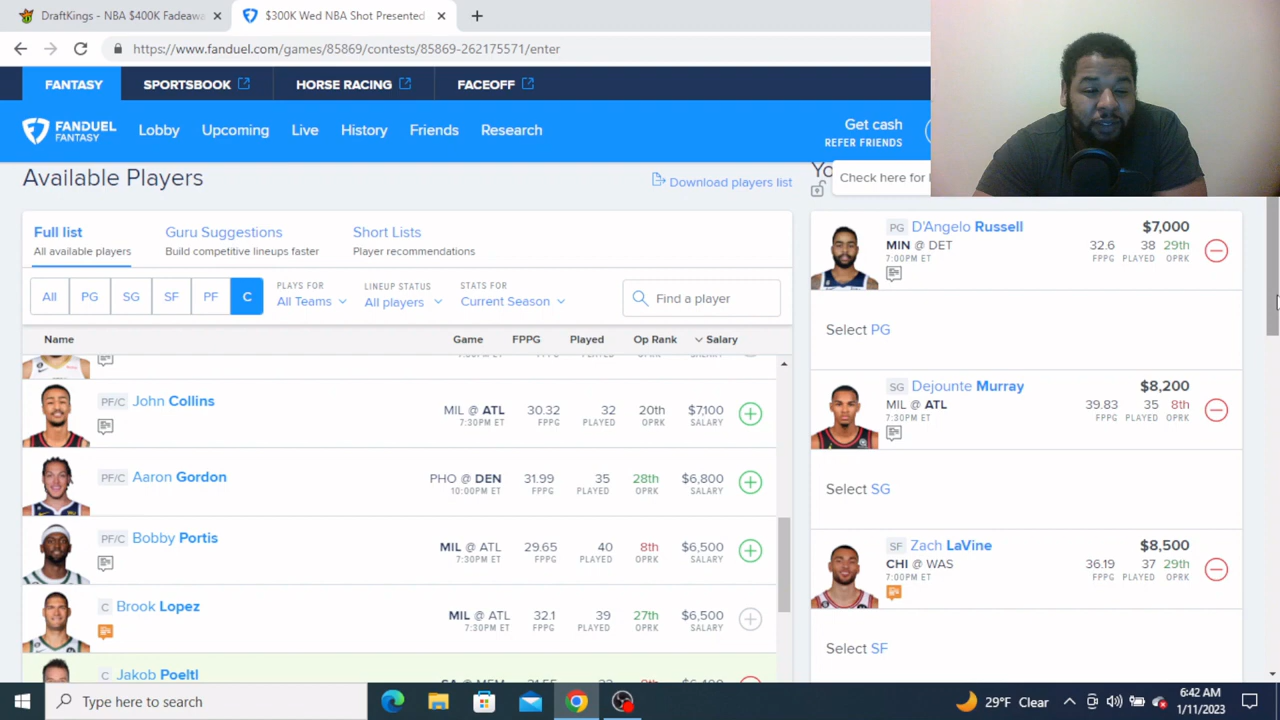 DraftKings - NBA $400K Fadeawa
$300K Wed NBA Shot Presented
https://www.fanduel.com/games/85869/contests/85869-262175571/enter
FANTASY SPORTSBOOK HORSE RACING FACEOFF
FANDUEL FANTASY Lobby Upcoming Live History Friends Research
Get cash
REFER FRIENDS
Available Players
Download players list
Yo
Check here for
Full list
All available players
Guru Suggestions
Build competitive lineups faster
Short Lists
Player recommendations
All PG SG SF PF C
PLAYS FOR
All Teams
LINEUP STATUS
All players
STATS FOR
Current Season
Find a player
Name Game FPPG Played Op Rank Salary
PF/C John Collins
MIL @ ATL 30.32 32 20th $7,100
7:30PM ET FPPG PLAYED OPRK SALARY
PF/C Aaron Gordon
PHO @ DEN 31.99 35 28th $6,800
10:00PM ET FPPG PLAYED OPRK SALARY
PF/C Bobby Portis
MIL @ ATL 29.65 40 8th $6,500
7:30PM ET FPPG PLAYED OPRK SALARY
C Brook Lopez
MIL @ ATL 32.1 39 27th $6,500
7:30PM ET FPPG PLAYED OPRK SALARY
C Jakob Poeltl
PG D'Angelo Russell $7,000
MIN @ DET 32.6 38 29th
7:00PM ET FPPG PLAYED OPRK
Select PG
SG Dejounte Murray $8,200
MIL @ ATL 39.83 35 8th
7:30PM ET FPPG PLAYED OPRK
Select SG
SF Zach LaVine $8,500
CHI @ WAS 36.19 37 29th
7:00PM ET FPPG PLAYED OPRK
Select SF
Type here to search
29°F Clear
6:42 AM
1/11/2023